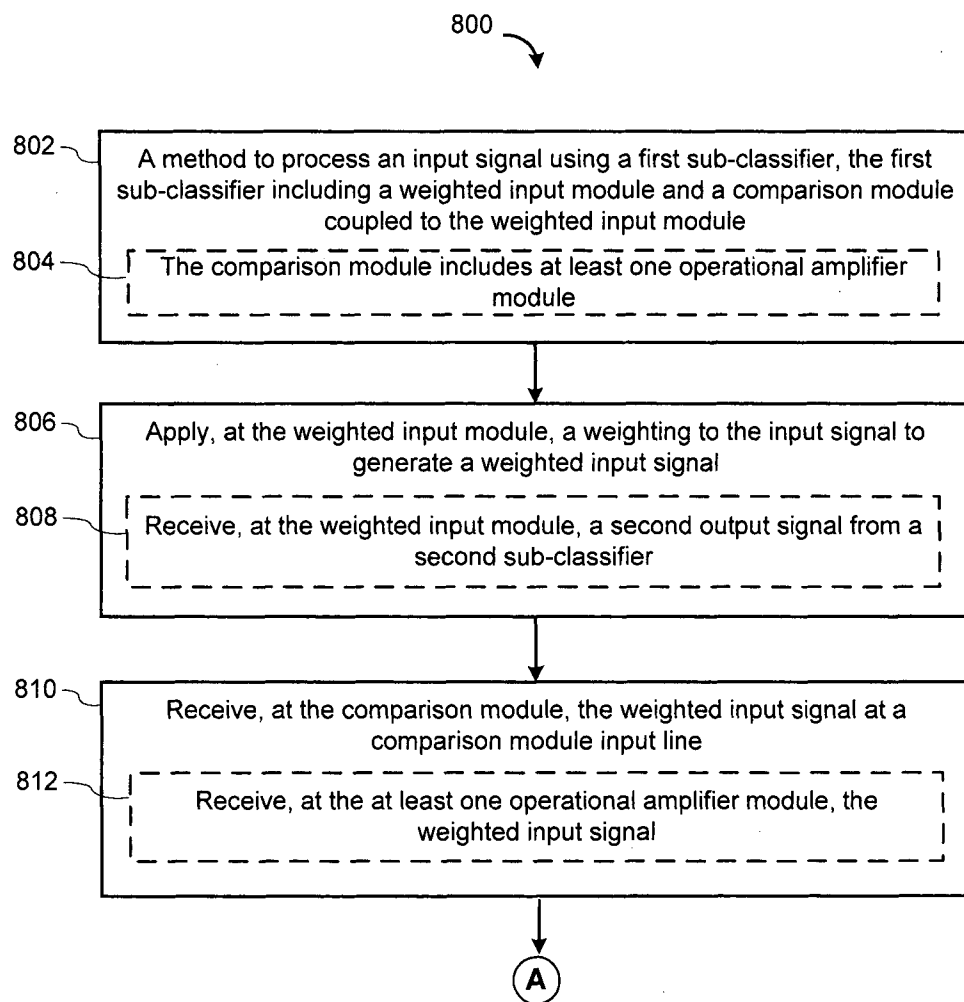 800
802
A method to process an input signal using a first sub-classifier, the first
sub-classifier including a weighted input module and a comparison module
coupled to the weighted input module
804
The comparison module includes at least one operational amplifier
module
806
Apply, at the weighted input module, a weighting to the input signal to
generate a weighted input signal
808
Receive, at the weighted input module, a second output signal from a
second sub-classifier
810
Receive, at the comparison module, the weighted input signal at a
comparison module input line
812
Receive, at the at least one operational amplifier module, the
weighted input signal
A